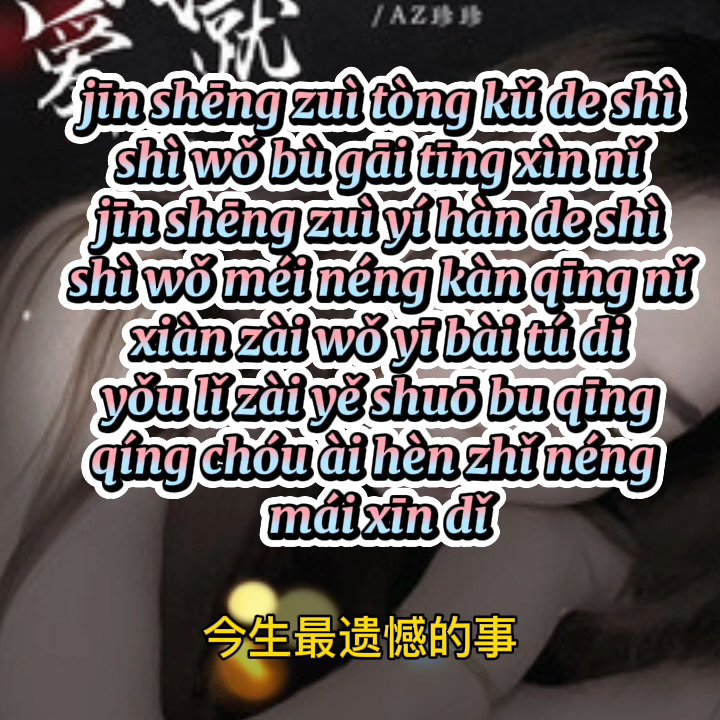 /AZ珍珍
jīn shēng zuì tòng kǔ de shì
shì wǒ bù gāi tīng xìn nǐ
jīn shēng zuì yí hàn de shì
shì wǒ méi néng kàn qīng nǐ
xiàn zài wǒ yī bài tú di
yǒu lǐ zài yě shuō bu qīng
qíng chóu ài hèn zhǐ néng
mái xīn dǐ
今生最遗憾的事